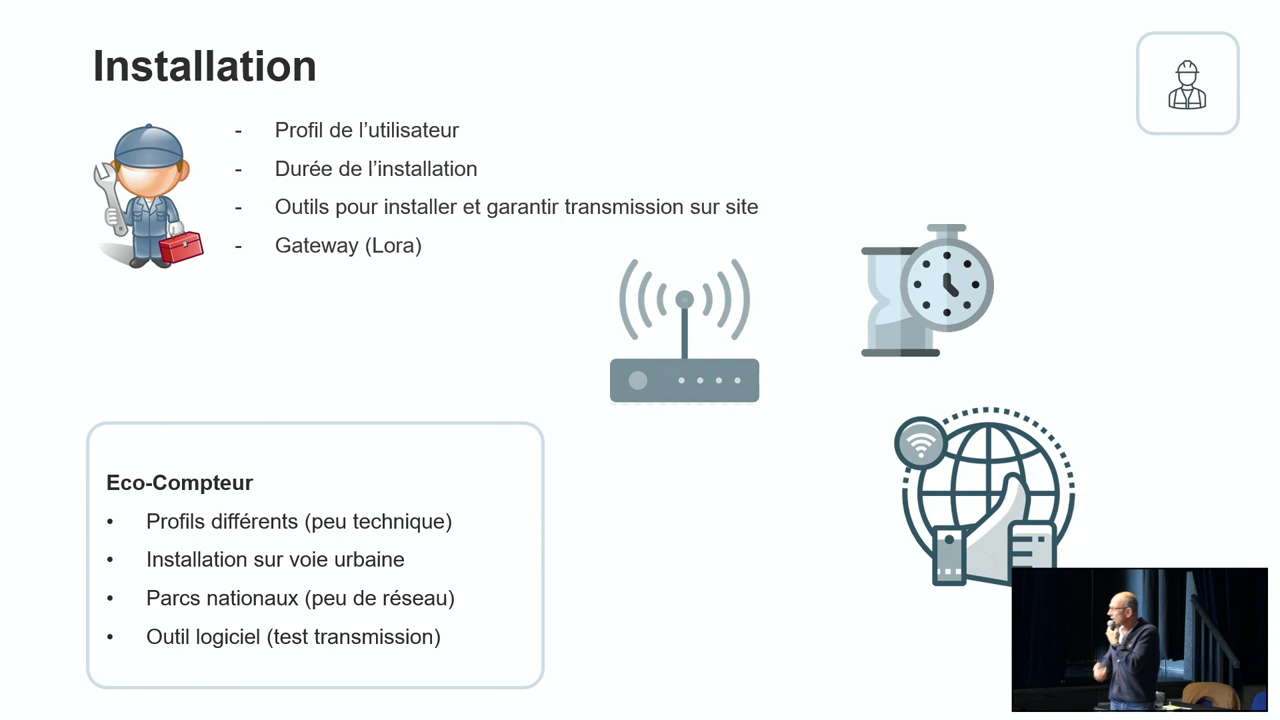 Installation
- Profil de l’utilisateur
- Durée de l’installation
- Outils pour installer et garantir transmission sur site
- Gateway (Lora)
Eco-Compteur
• Profils différents (peu technique)
• Installation sur voie urbaine
• Parcs nationaux (peu de réseau)
• Outil logiciel (test transmission)